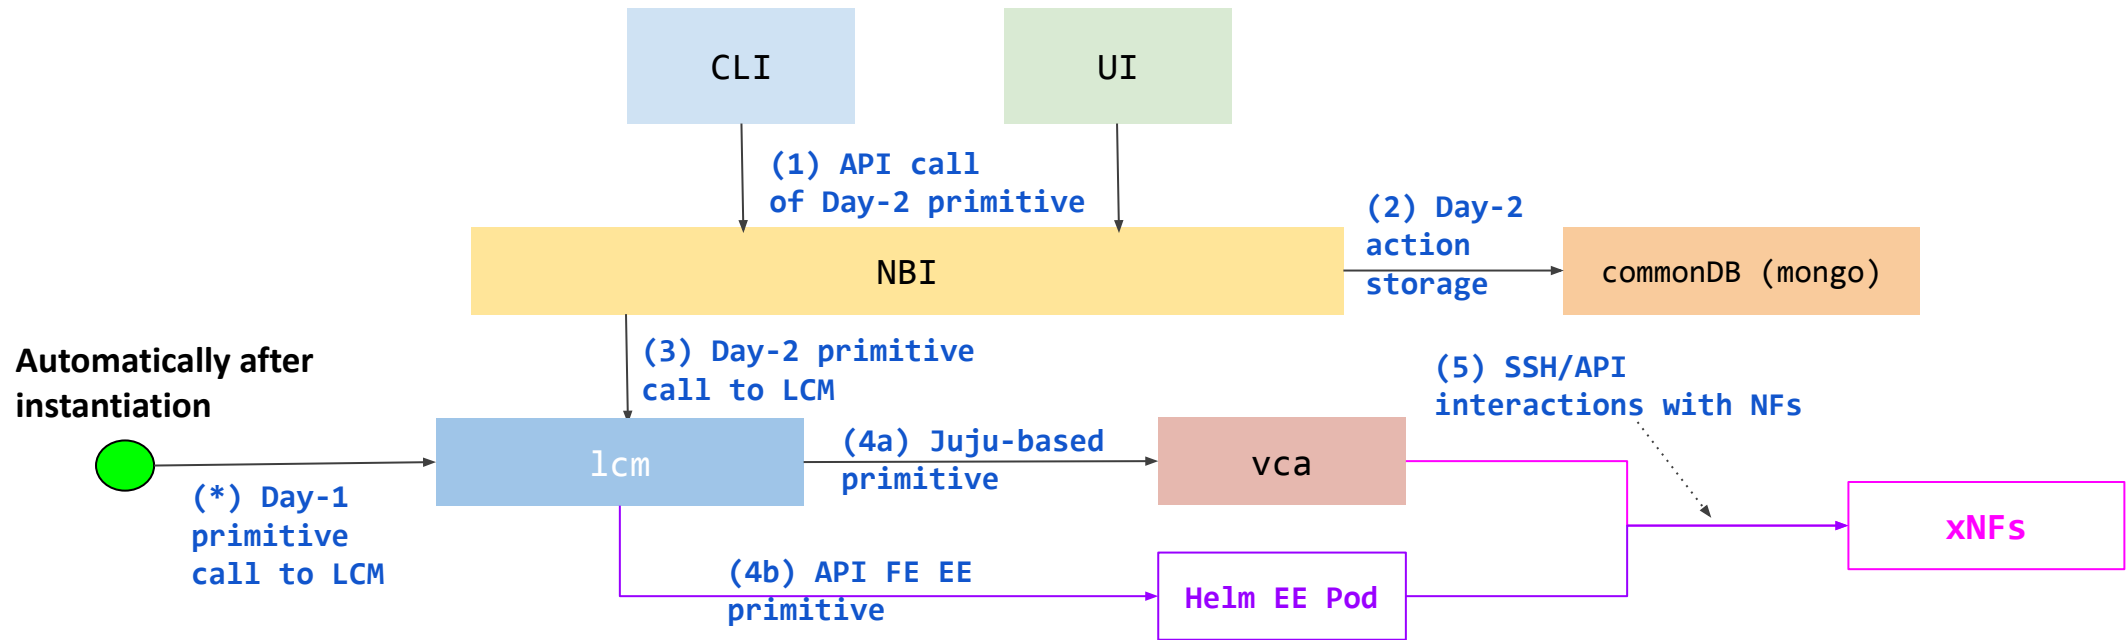 CLI
UI
(1) API call
of Day-2 primitive
(2) Day-2
action
storage
NBI
commonDB (mongo)
(3) Day-2 primitive
call to LCM
Automatically after
instantiation
(5) SSH/API
interactions with NFs
lcm
(4a) Juju-based
primitive
vca
(*) Day-1
primitive
call to LCM
xNFs
(4b) API FE EE
primitive
Helm EE Pod